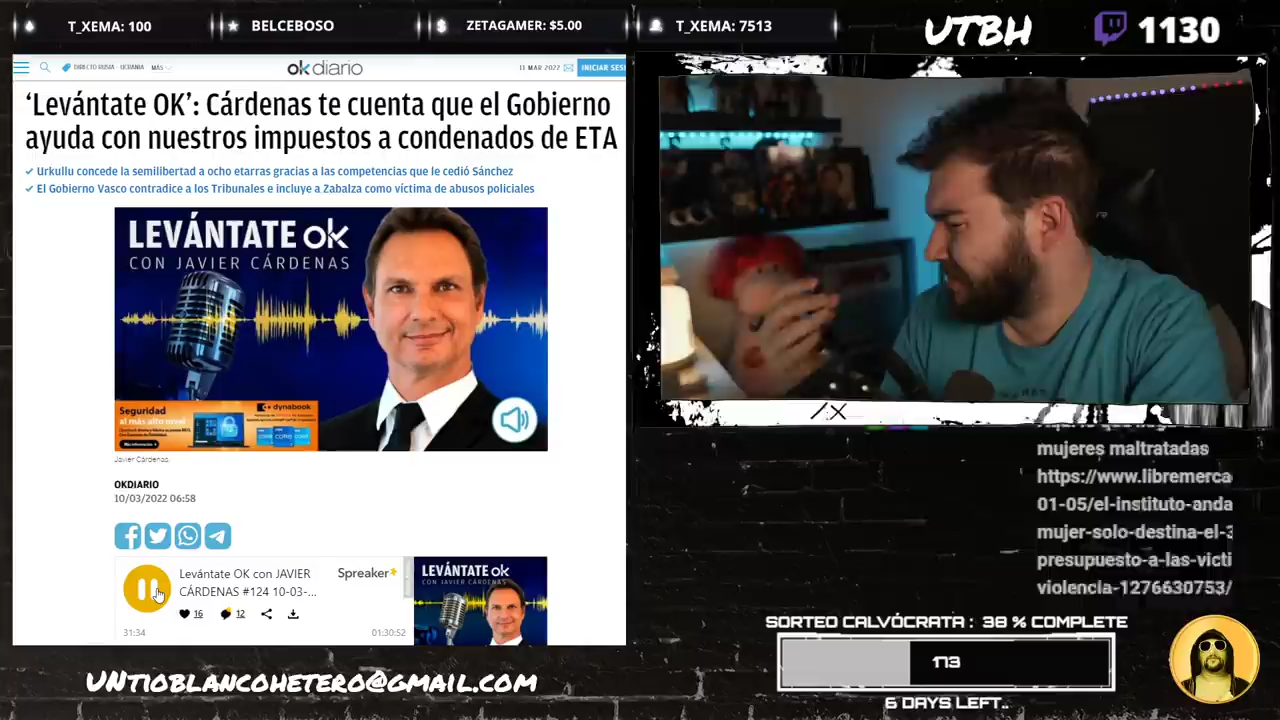 T_XEMA: 100
BELCEBOSO
ZETAGAMER: $5.00
T_XEMA: 7513
UTBH
1130
DIRECTO RUSIA - UCRANIA
MÁS
okdiario
11 MAR 2022
INICIAR SESI
‘Levántate OK’: Cárdenas te cuenta que el Gobierno
ayuda con nuestros impuestos a condenados de ETA
✓ Urkullu concede la semilibertad a ocho etarras gracias a las competencias que le cedió Sánchez
✓ El Gobierno Vasco contradice a los Tribunales e incluye a Zabalza como víctima de abusos policiales
LEVÁNTATE ok
CON JAVIER CÁRDENAS
Seguridad
al más alto nivel
dynabook
Javier Cárdenas.
OKDIARIO
10/03/2022 06:58
Levántate OK con JAVIER
CÁRDENAS #124 10-03-...
Spreaker
16
12
31:34
01:30:52
LEVÁNTATE ok
CON JAVIER CÁRDENAS
mujeres maltratadas
https://www.libremerca
01-05/el-instituto-anda
mujer-solo-destina-el-3
presupuesto-a-las-victi
violencia-1276630753/
SORTEO CALVÓCRATA : 38 % COMPLETE
173
6 DAYS LEFT..
UNTIOBLANCOHETERO@GMAIL.COM